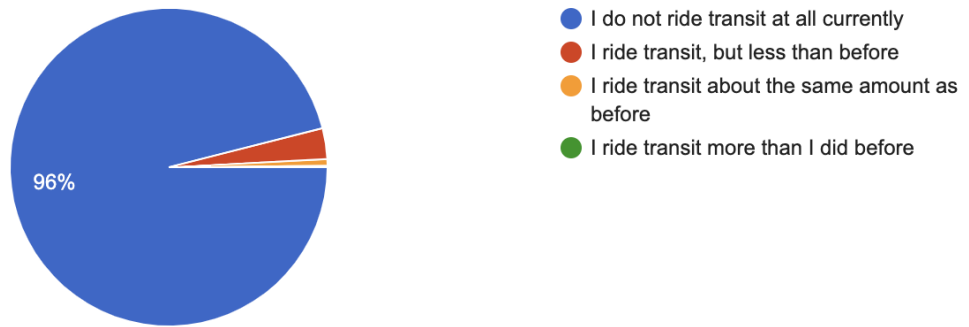 I do not ride transit at all currently
I ride transit, but less than before
I ride transit about the same amount as
before
I ride transit more than I did before
96%